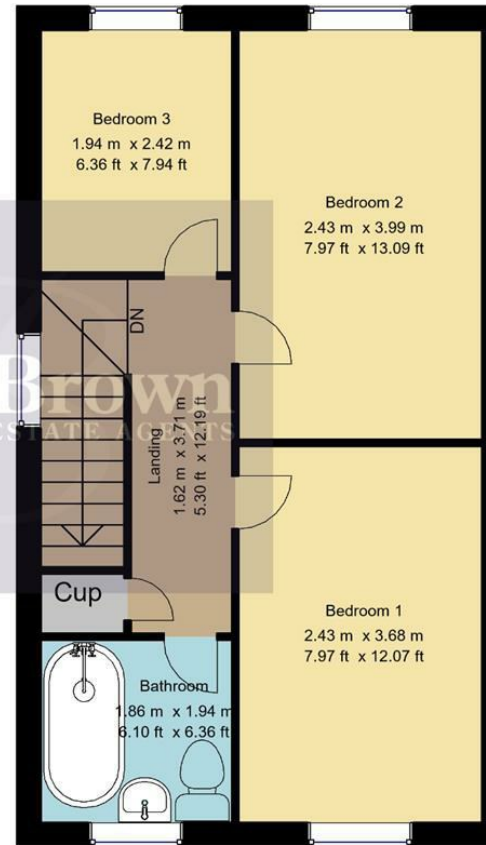 Bedroom 3
1.94 m x 2.42 m
6.36 ft x 7.94 ft
Bedroom 2
2.43 m x 3.99 m
7.97 ft x 13.09 ft
DN
Brown
ESTATE AGENTS
Landing
1.62 m x 3.71 m
5.30 ft x 12.19 ft
Cup
Bedroom 1
2.43 m x 3.68 m
7.97 ft x 12.07 ft
Bathroom
1.86 m x 1.94 m
6.10 ft x 6.36 ft